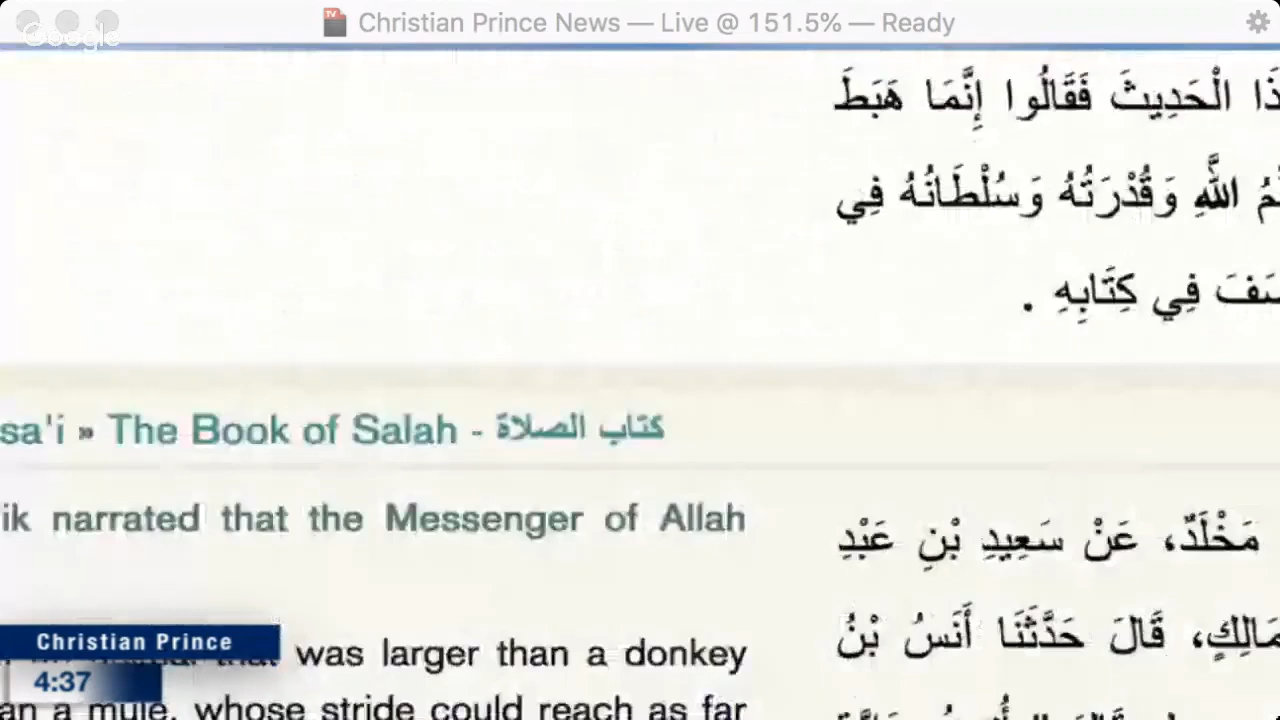 Christian Prince News — Live @ 151.5% — Ready
Google
ذَا الْحَدِيثَ فَقَالُوا إِنَّمَا هَبَطَ
اللَّهِ وَقُدْرَتُهُ وَسُلْطَانُهُ فِي
فِي كِتَابِهِ .
sa'i » The Book of Salah - كتاب الصلاة
ik narrated that the Messenger of Allah
مَخْلَدٌ، عَنْ سَعِيدِ بْنِ عَبْدِ
Christian Prince
that was larger than a donkey
مَالِكٍ، قَالَ حَدَّثَنَا أَنَسُ بْنُ
4:37
an a mule, whose stride could reach as far